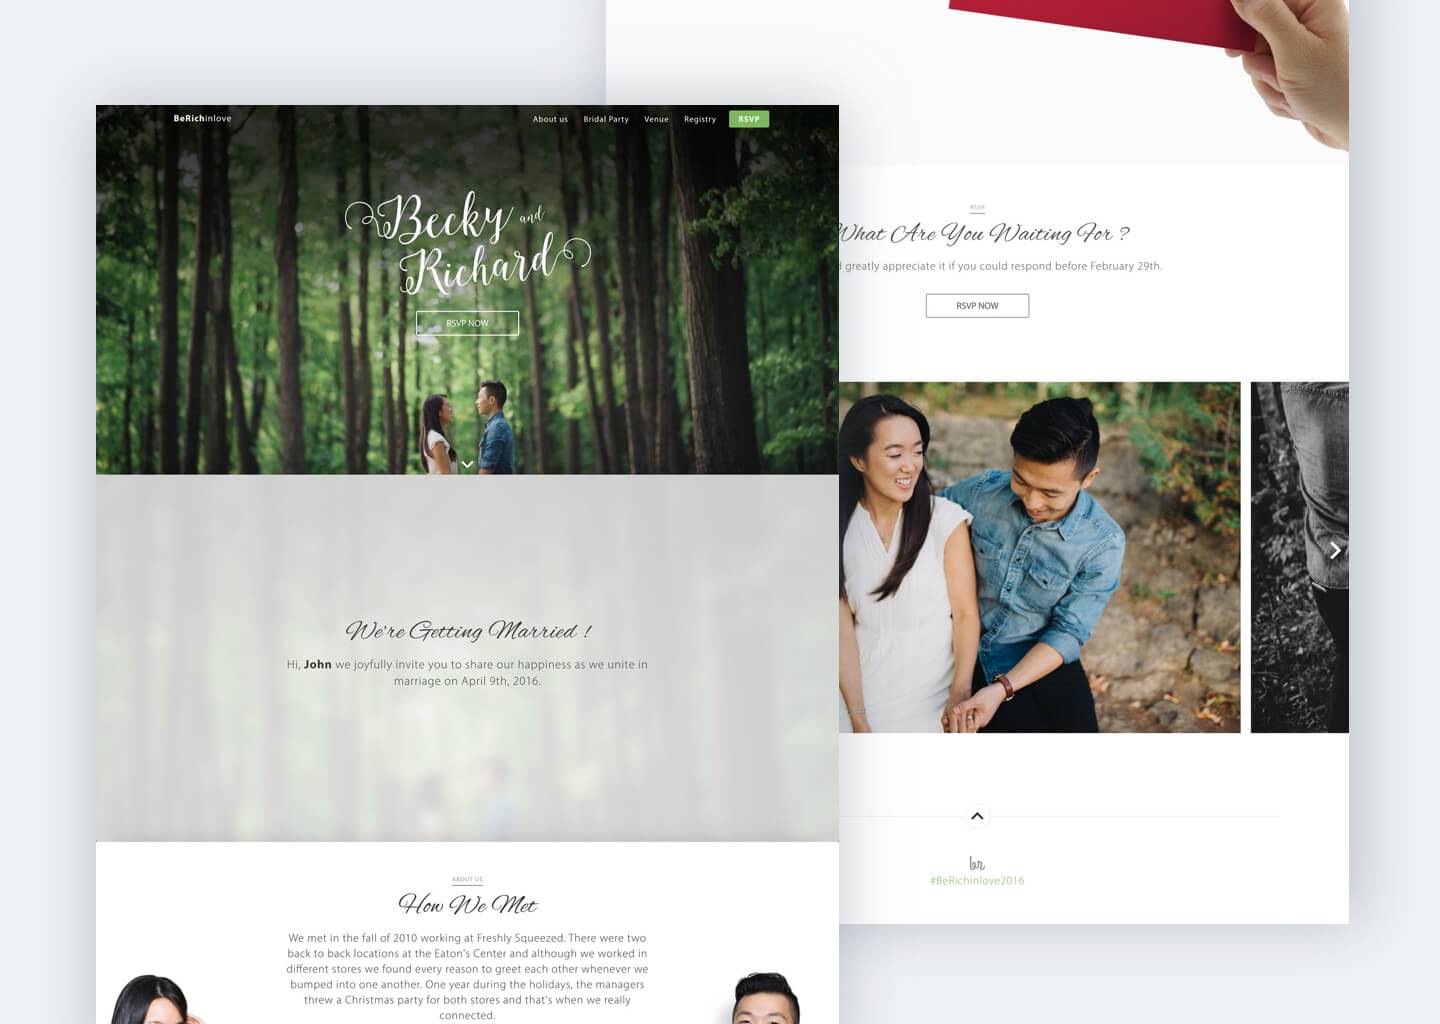 BeRichinlove
About us Bridal Party Venue Registry RSVP
Becky and
Richard
RSVP NOW
We're Getting Married !
Hi, John we joyfully invite you to share our happiness as we unite in
marriage on April 9th, 2016.
ABOUT US
How We Met
We met in the fall of 2010 working at Freshly Squeezed. There were two
back to back locations at the Eaton's Center and although we worked in
different stores we found every reason to greet each other whenever we
bumped into one another. One year during the holidays, the managers
threw a Christmas party for both stores and that's when we really
connected.
RSVP
What Are You Waiting For ?
greatly appreciate it if you could respond before February 29th.
RSVP NOW
br
#BeRichinlove2016